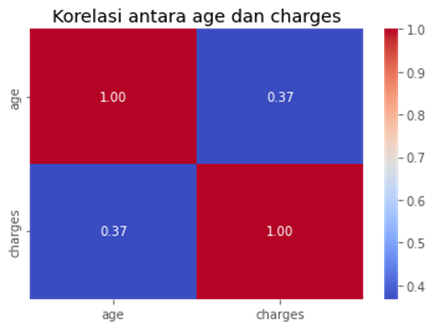 Korelasi antara age dan charges
age
1.00
0.37
charges
0.37
1.00
age
charges
1.0
0.9
0.8
0.7
0.6
0.5
0.4